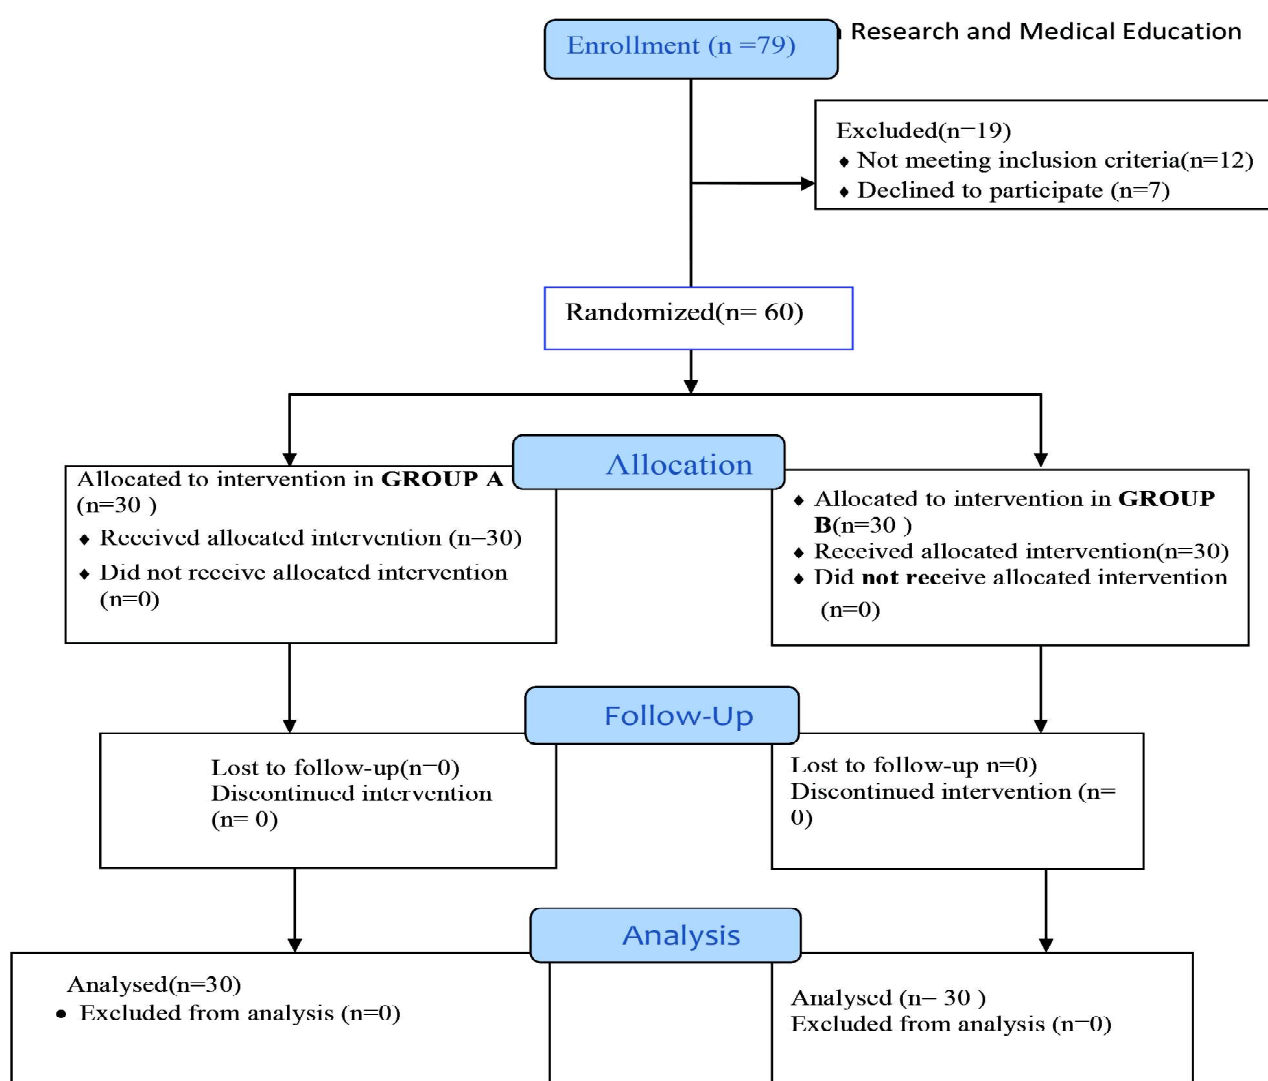 Enrollment (n =79)
Research and Medical Education
Excluded(n=19)
♦ Not meeting inclusion criteria(n=12)
♦ Declined to participate (n=7)
Randomized(n= 60)
Allocation
Allocated to intervention in GROUP A
(n=30 )
♦ Received allocated intervention (n=30)
♦ Did not receive allocated intervention
(n=0)
♦ Allocated to intervention in GROUP
B(n=30 )
♦ Received allocated intervention(n=30)
♦ Did not receive allocated intervention
(n=0)
Follow-Up
Lost to follow-up(n=0)
Discontinued intervention
(n= 0)
Lost to follow-up n=0)
Discontinued intervention (n=
0)
Analysis
Analysed(n=30)
• Excluded from analysis (n=0)
Analysed (n= 30 )
Excluded from analysis (n=0)